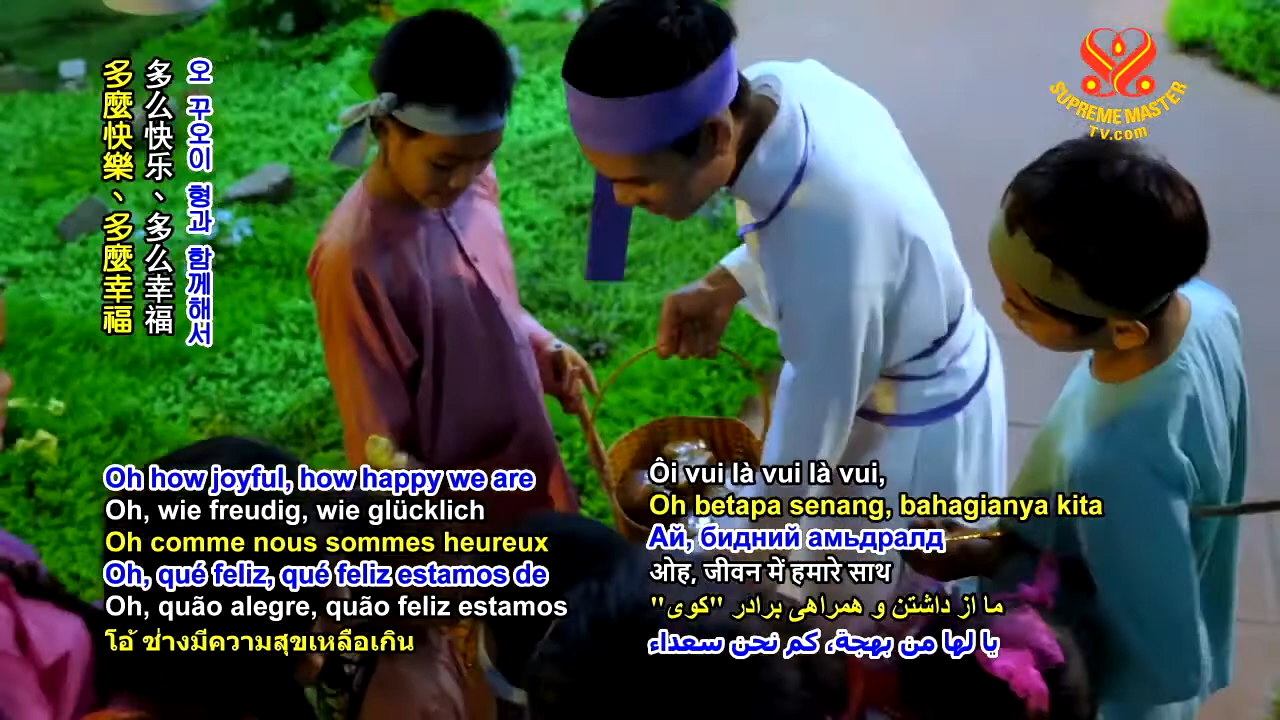 多麼快樂、多麼幸福
多么快乐、多么幸福
오 꾸오이 형과 함께해서
SUPREME MASTER
TV.com
Oh how joyful, how happy we are
Oh, wie freudig, wie glücklich
Oh comme nous sommes heureux
Oh, qué feliz, qué feliz estamos de
Oh, quão alegre, quão feliz estamos
โอ้ ช่างมีความสุขเหลือเกิน
Ôi vui là vui là vui,
Oh betapa senang, bahagianya kita
Ай, бидний амьдралд
ओह, जीवन में हमारे साथ
ما از داشتن و همراهی برادر "کوی"
يا لها من بهجة، كم نحن سعداء